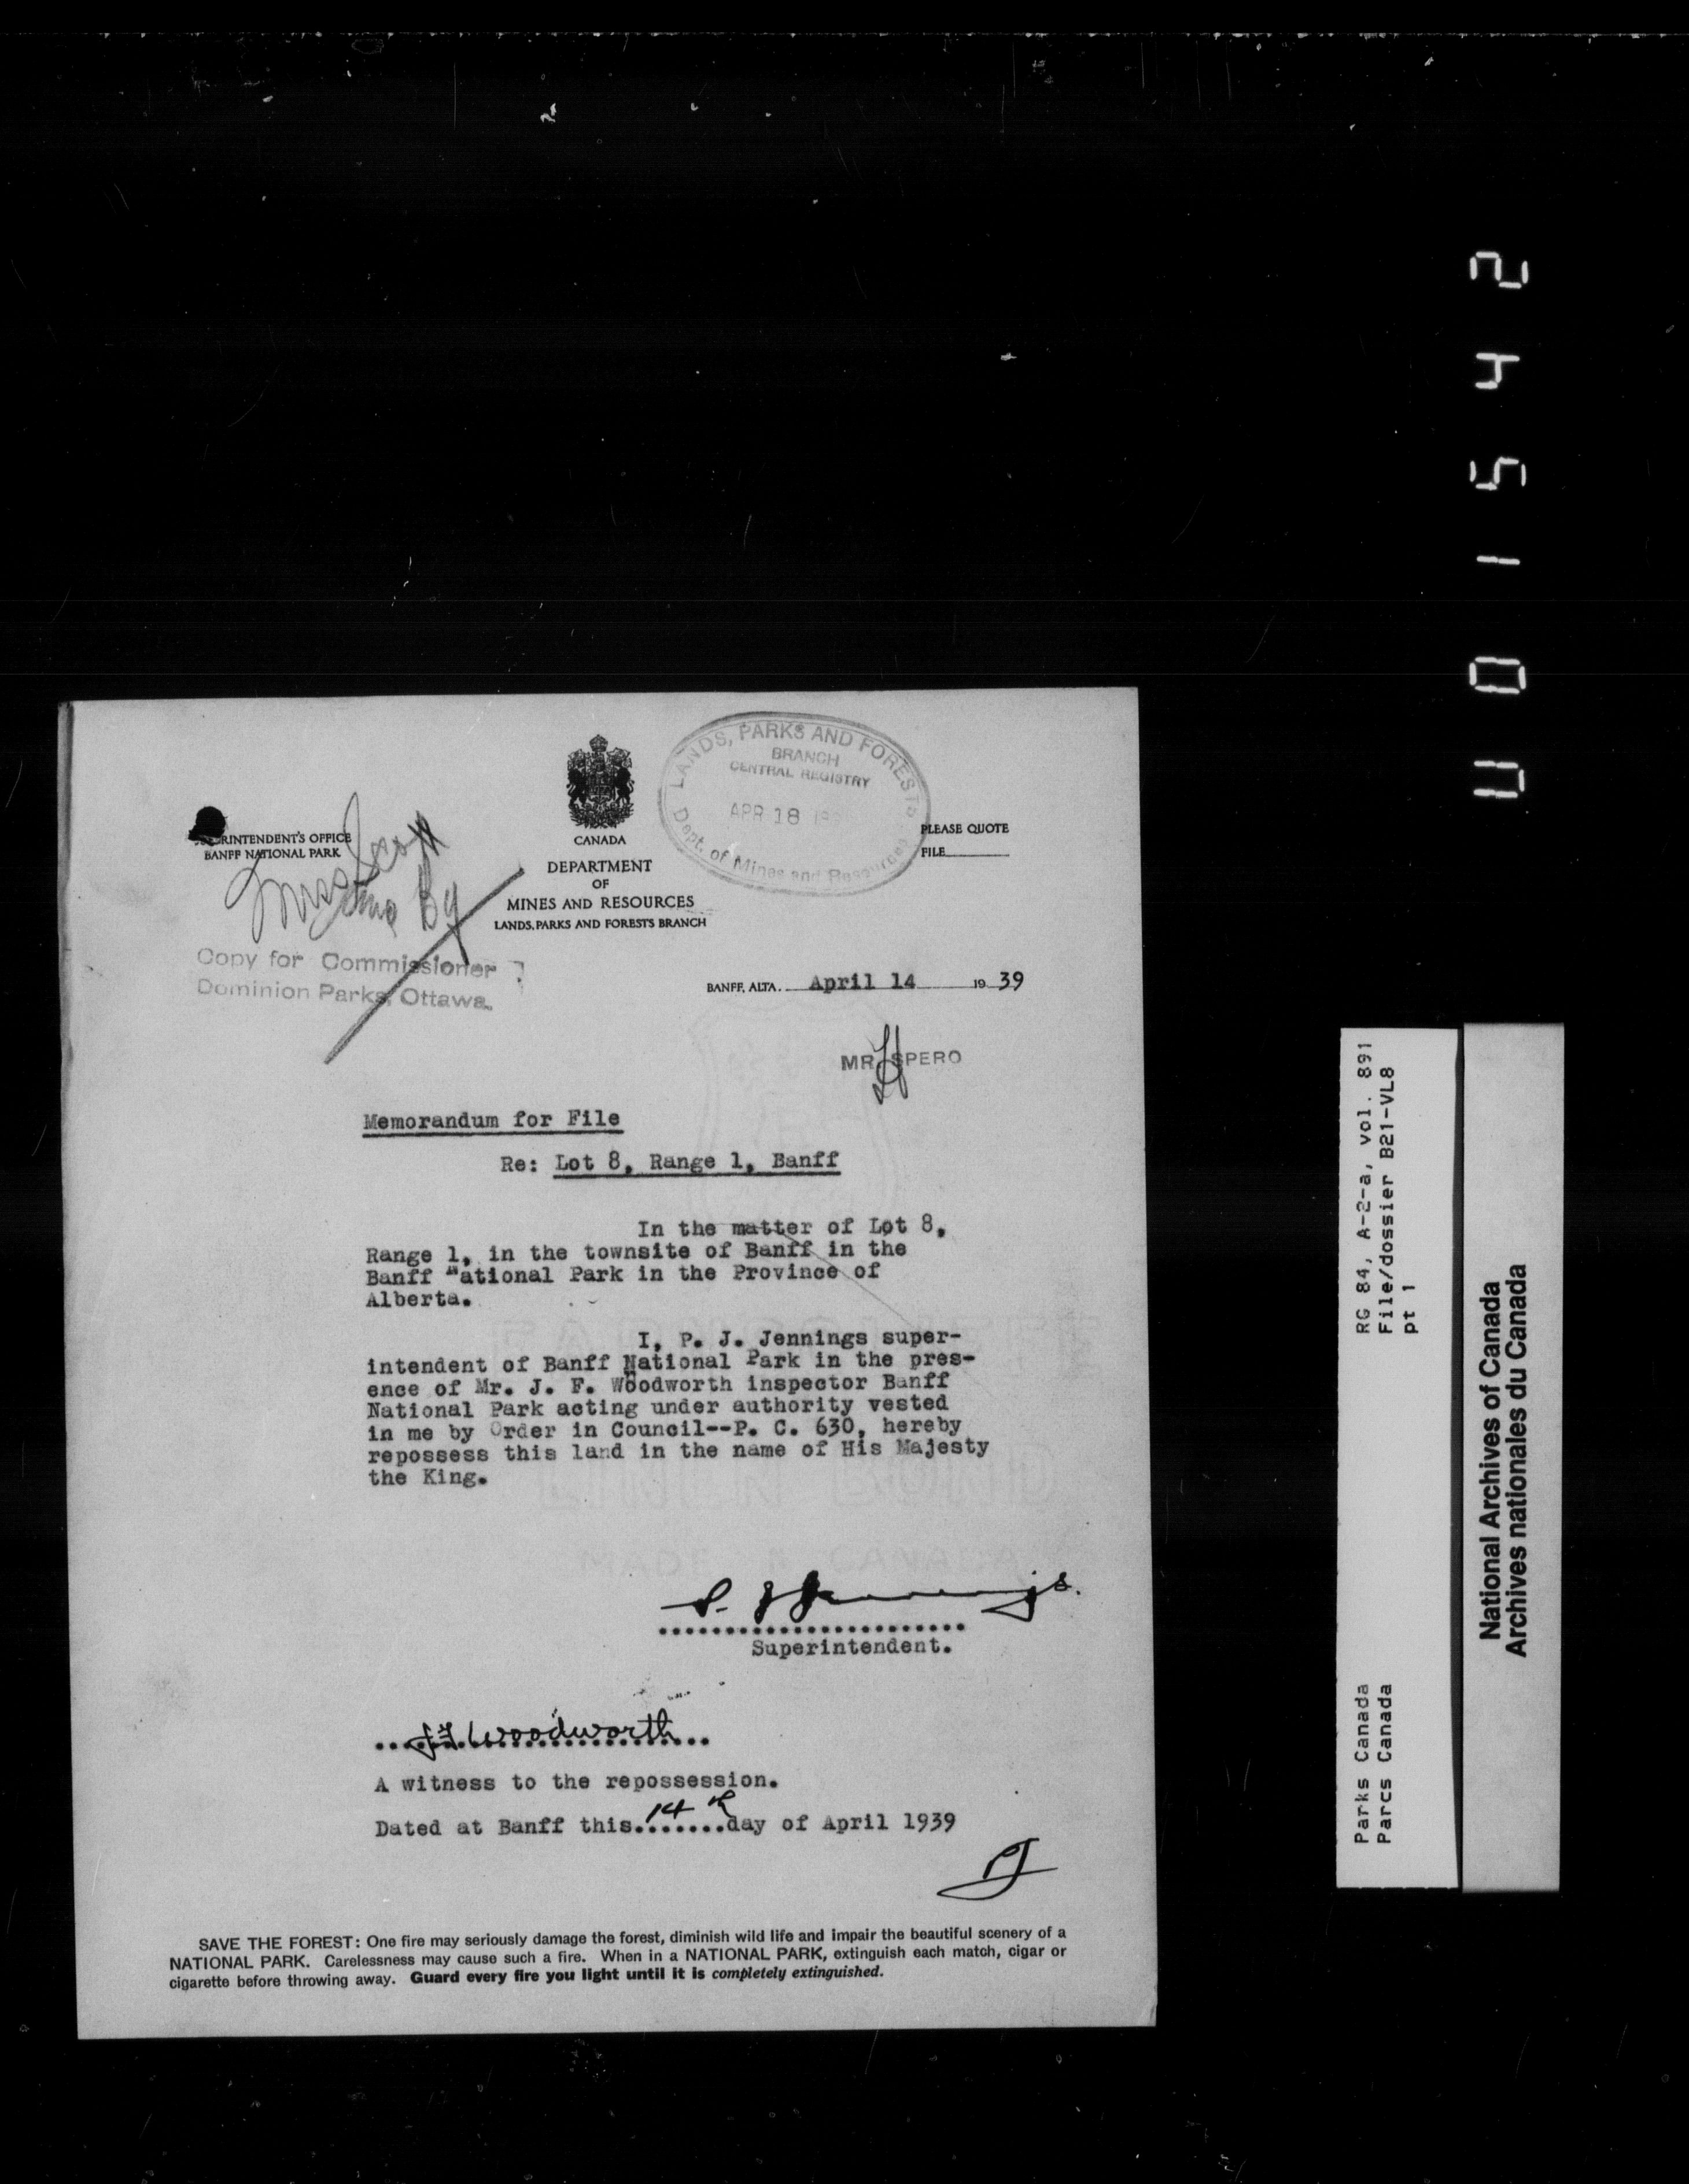 LANDS, PARKS AND FORESTS
BRANCH
CENTRAL REGISTRY
APR 18
Dept. of Mines and Resources
RINTENDENT'S OFFICE
BANFF NATIONAL PARK
CANADA
DEPARTMENT
OF
MINES AND RESOURCES
LANDS, PARKS AND FORESTS BRANCH
PLEASE QUOTE
FILE
Miss Scott
Copy for Commissioner
Dominion Parks, Ottawa.
BANFF, ALTA. April 14 19 39
MR SPERO
Memorandum for File
Re: Lot 8, Range 1, Banff
In the matter of Lot 8,
Range 1, in the townsite of Banff in the
Banff National Park in the Province of
Alberta.
I, P. J. Jennings super-
intendent of Banff National Park in the pres-
ence of Mr. J. F. Woodworth inspector Banff
National Park acting under authority vested
in me by Order in Council--P. C. 630, hereby
repossess this land in the name of His Majesty
the King.
P. J. Jennings.
Superintendent.
J F Woodworth
A witness to the repossession.
Dated at Banff this 14th day of April 1939
PJ
SAVE THE FOREST: One fire may seriously damage the forest, diminish wild life and impair the beautiful scenery of a
NATIONAL PARK. Carelessness may cause such a fire. When in a NATIONAL PARK, extinguish each match, cigar or
cigarette before throwing away. Guard every fire you light until it is completely extinguished.
Parks Canada RG 84, A-2-a, vol. 891
Parcs Canada File/dossier B21-VL8
pt 1
National Archives of Canada
Archives nationales du Canada
001542